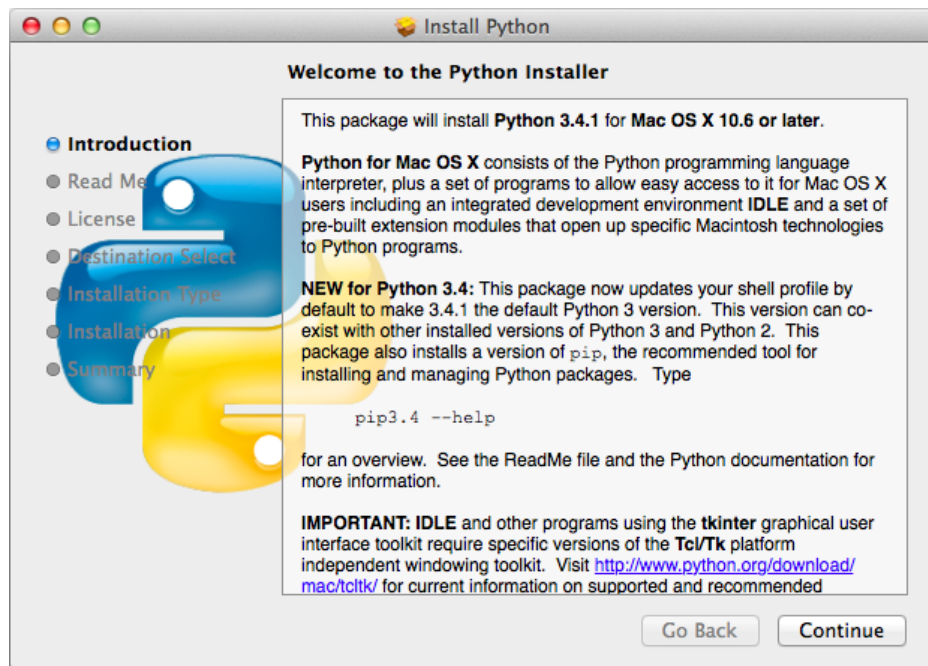 Install Python
Welcome to the Python Installer
Introduction
Read Me
License
Destination Select
Installation Type
Installation
Summary
This package will install Python 3.4.1 for Mac OS X 10.6 or later.
Python for Mac OS X consists of the Python programming language
interpreter, plus a set of programs to allow easy access to it for Mac OS X
users including an integrated development environment IDLE and a set of
pre-built extension modules that open up specific Macintosh technologies
to Python programs.
NEW for Python 3.4: This package now updates your shell profile by
default to make 3.4.1 the default Python 3 version. This version can co-
exist with other installed versions of Python 3 and Python 2. This
package also installs a version of pip, the recommended tool for
installing and managing Python packages. Type
pip3.4 --help
for an overview. See the ReadMe file and the Python documentation for
more information.
IMPORTANT: IDLE and other programs using the tkinter graphical user
interface toolkit require specific versions of the Tcl/Tk platform
independent windowing toolkit. Visit http://www.python.org/download/
mac/tcltk/ for current information on supported and recommended
Go Back
Continue